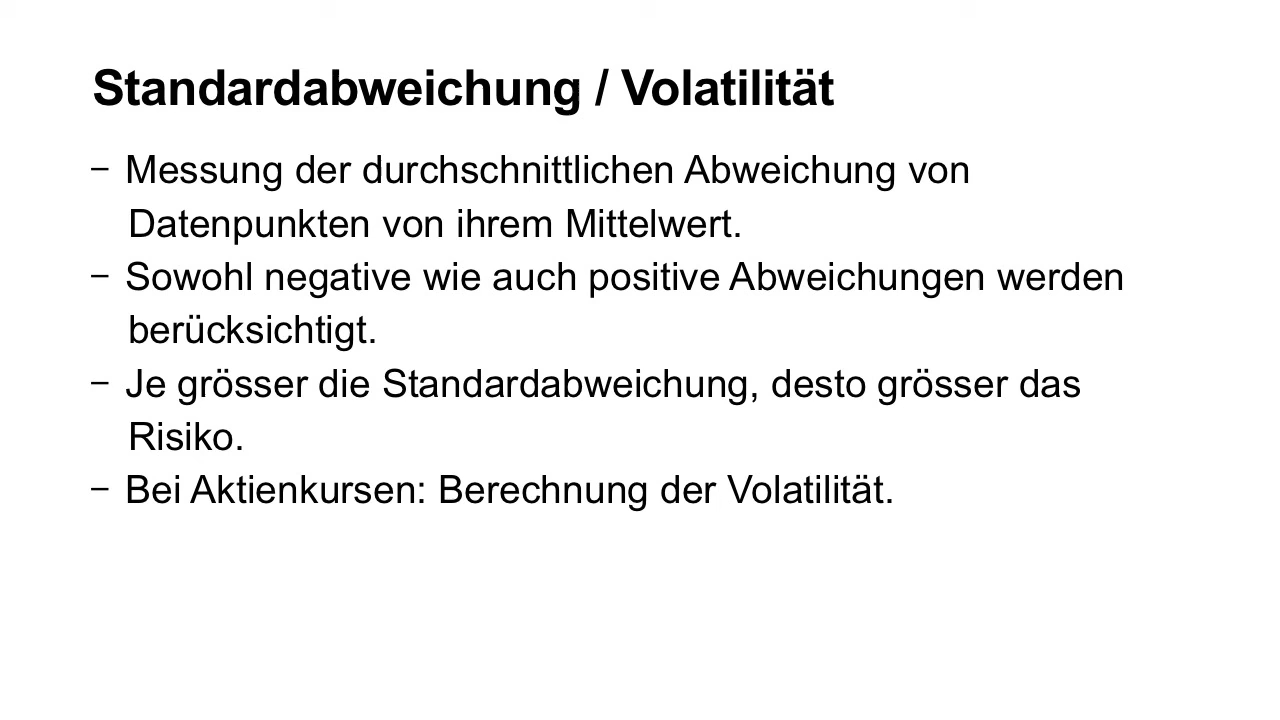 Standardabweichung / Volatilität
– Messung der durchschnittlichen Abweichung von
Datenpunkten von ihrem Mittelwert.
– Sowohl negative wie auch positive Abweichungen werden
berücksichtigt.
– Je grösser die Standardabweichung, desto grösser das
Risiko.
– Bei Aktienkursen: Berechnung der Volatilität.